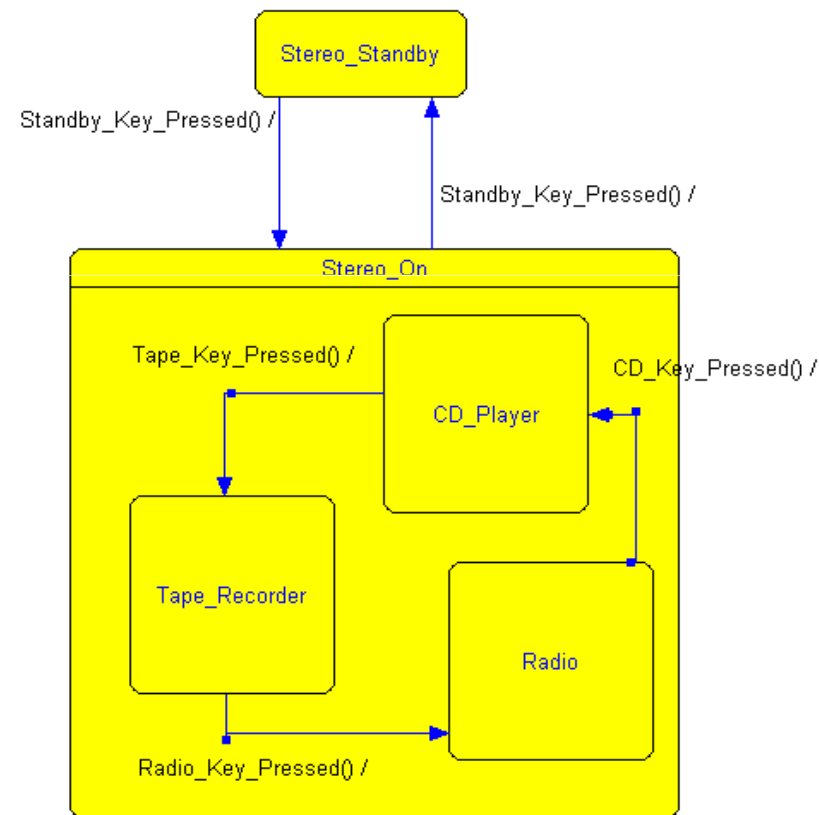 Stereo_Standby
Standby_Key_Pressed() /
Standby_Key_Pressed() /
Stereo_On
Tape_Key_Pressed() /
CD_Key_Pressed() /
CD_Player
Tape_Recorder
Radio
Radio_Key_Pressed() /